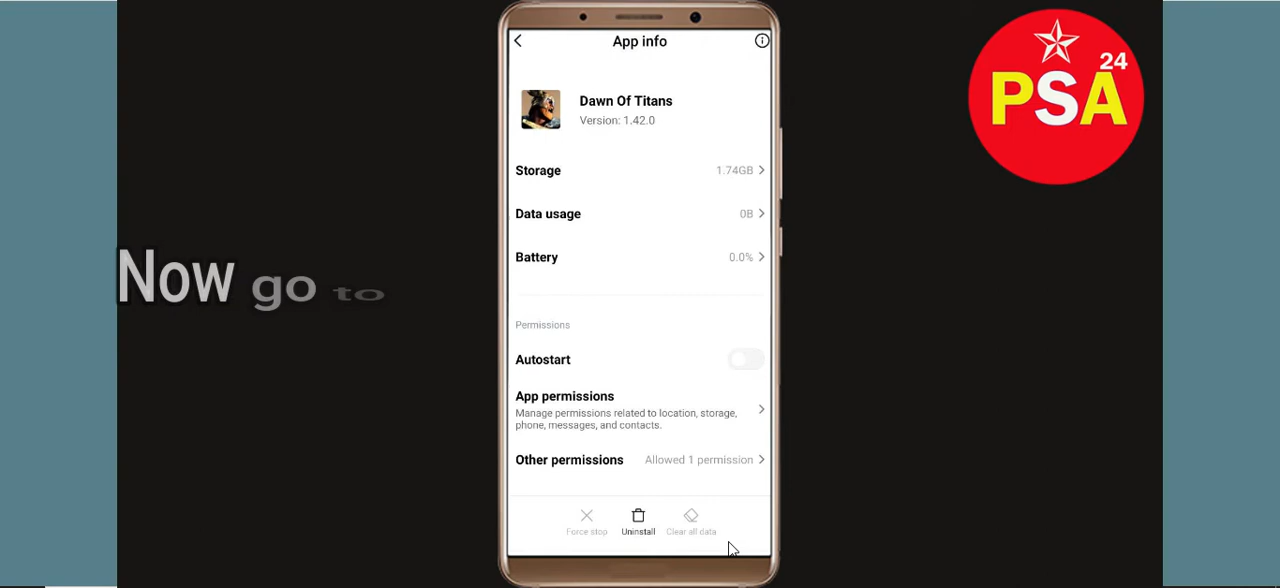 App info
Dawn Of Titans
Version: 1.42.0
Storage 1.74GB
Data usage 0B
Battery 0.0%
Permissions
Autostart
App permissions
Manage permissions related to location, storage,
phone, messages, and contacts.
Other permissions Allowed 1 permission
Force stop Uninstall Clear all data
Now go to
PSA 24